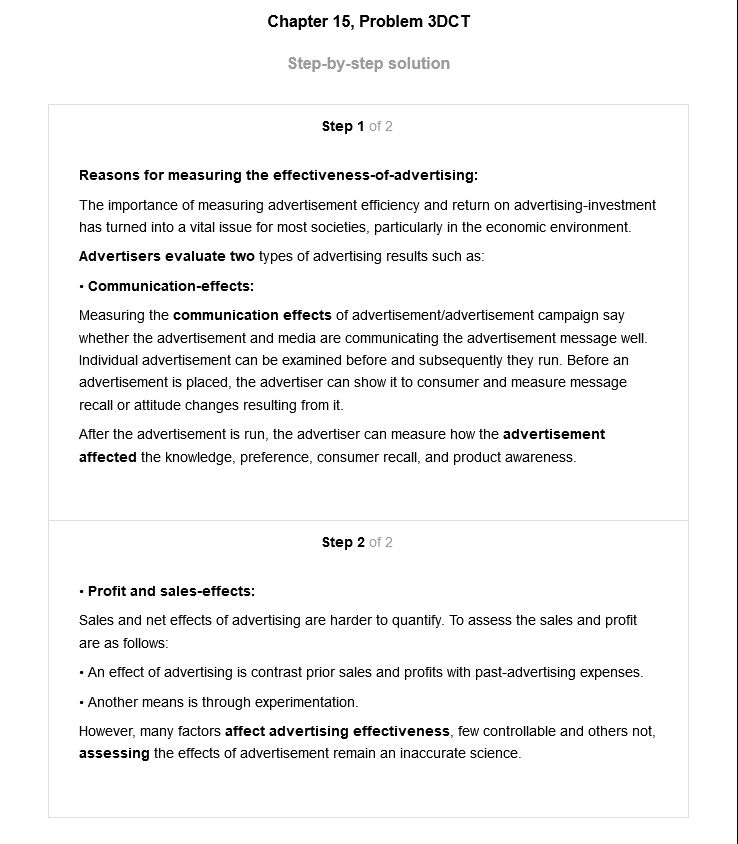 Chapter 15, Problem 3DCT
Step-by-step solution
Step 1 of 2
Reasons for measuring the effectiveness-of-advertising:
The importance of measuring advertisement efficiency and return on advertising-investment
has turned into a vital issue for most societies, particularly in the economic environment.
Advertisers evaluate two types of advertising results such as:
• Communication-effects:
Measuring the communication effects of advertisement/advertisement campaign say
whether the advertisement and media are communicating the advertisement message well.
Individual advertisement can be examined before and subsequently they run. Before an
advertisement is placed, the advertiser can show it to consumer and measure message
recall or attitude changes resulting from it.
After the advertisement is run, the advertiser can measure how the advertisement
affected the knowledge, preference, consumer recall, and product awareness.
Step 2 of 2
• Profit and sales-effects:
Sales and net effects of advertising are harder to quantify. To assess the sales and profit
are as follows:
• An effect of advertising is contrast prior sales and profits with past-advertising expenses.
• Another means is through experimentation.
However, many factors affect advertising effectiveness, few controllable and others not,
assessing the effects of advertisement remain an inaccurate science.